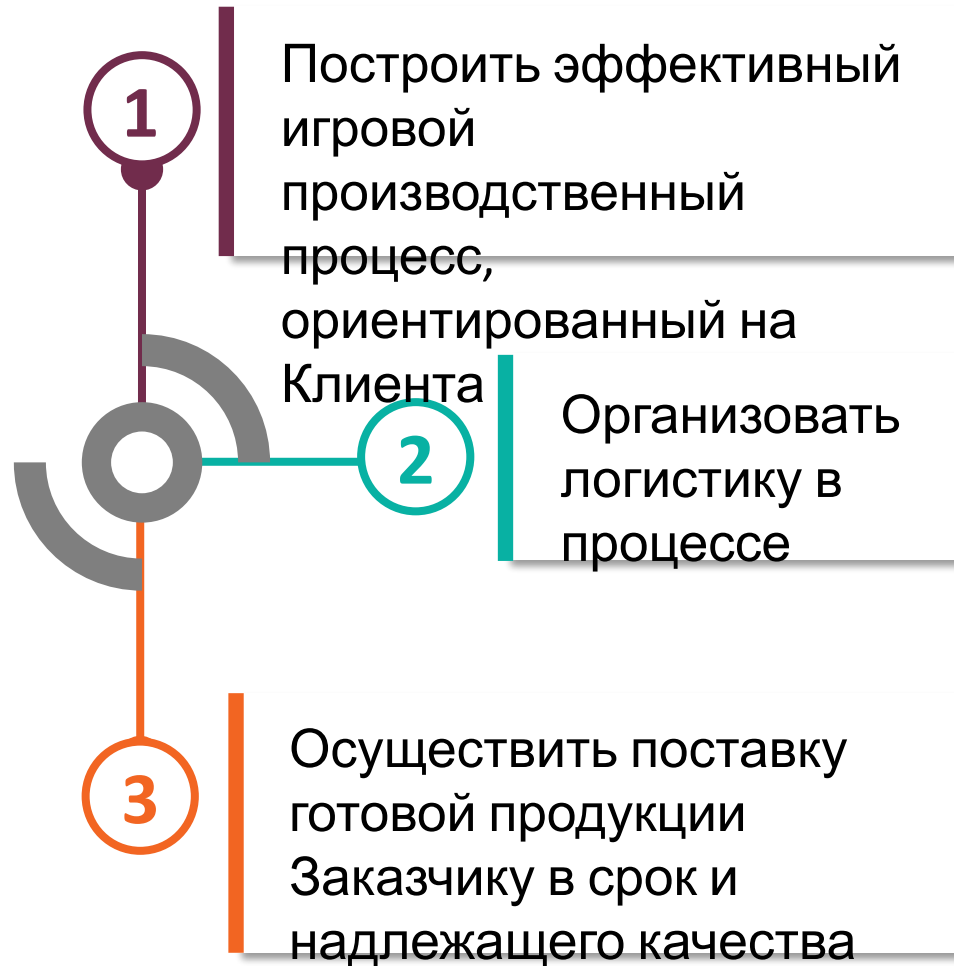 1
Построить эффективный
игровой
производственный
процесс,
ориентированный на
Клиента
2
Организовать
логистику в
процессе
3
Осуществить поставку
готовой продукции
Заказчику в срок и
надлежащего качества